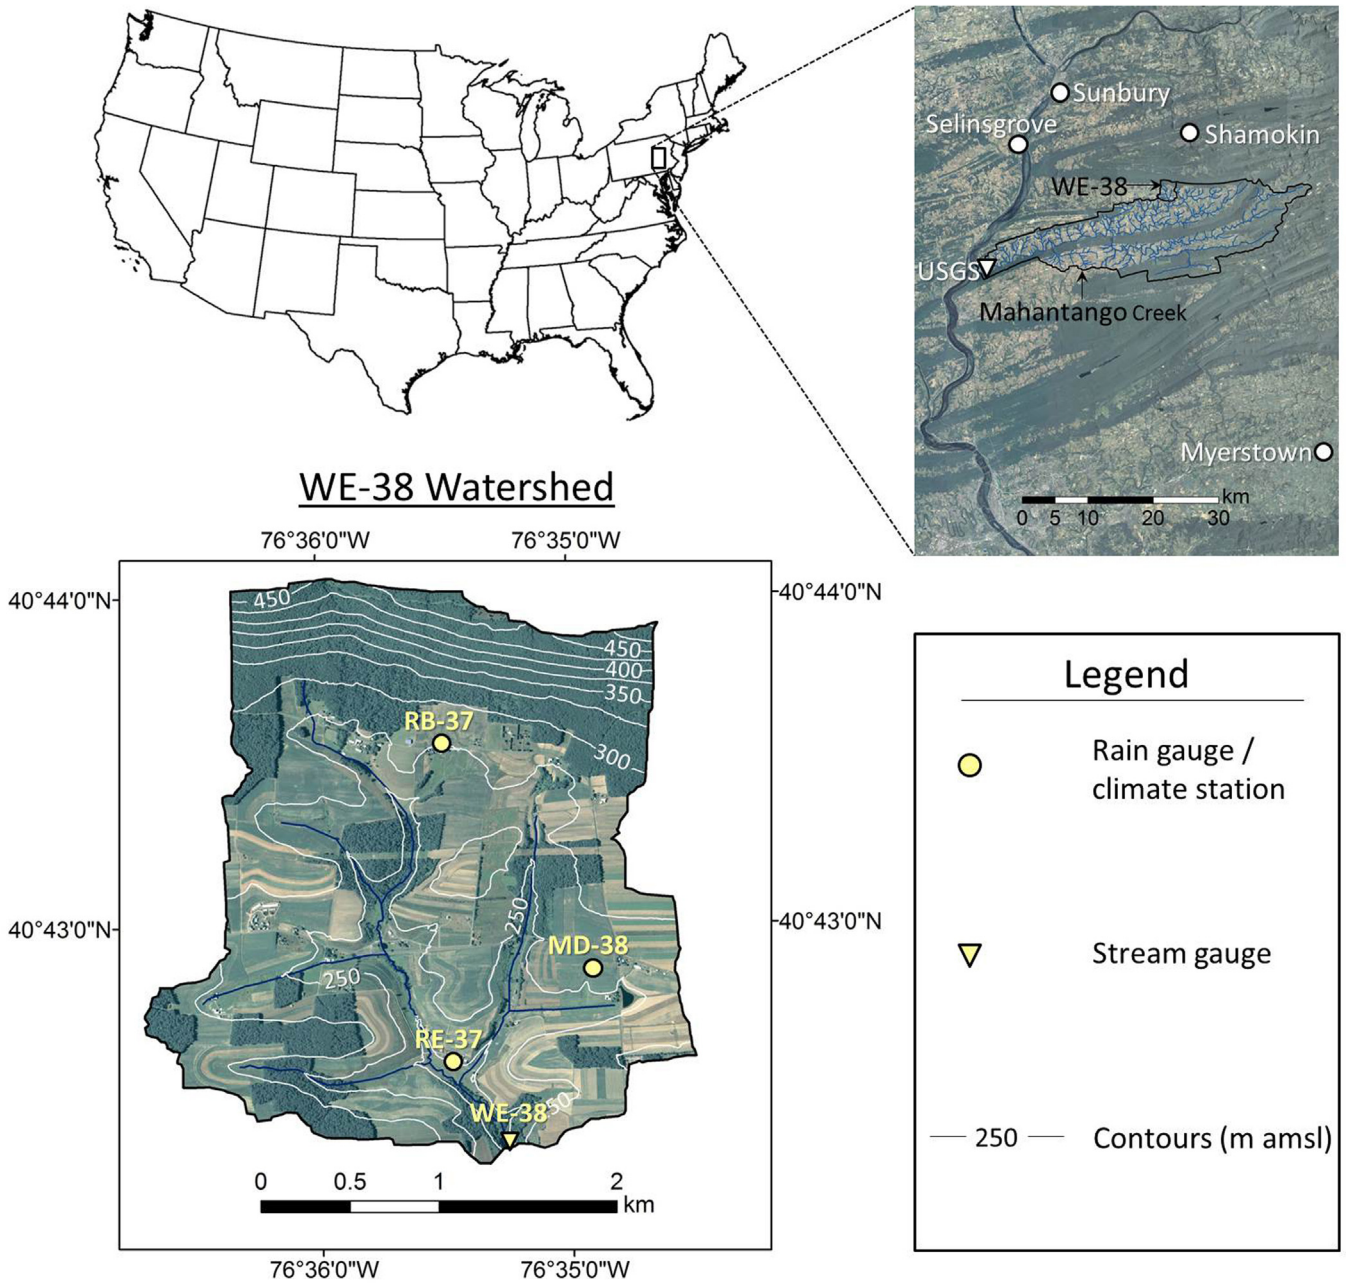 Sunbury
Selinsgrove
Shamokin
WE-38
USGS
Mahantango Creek
Myerstown
km
0 5 10 20 30
WE-38 Watershed
76°36'0"W 76°35'0"W
40°44'0"N 40°44'0"N
450
450
400
350
RB-37
300
40°43'0"N 40°43'0"N
250
MD-38
250
RE-37
WE-38
50
0 0.5 1 2
km
76°36'0"W 76°35'0"W
Legend
Rain gauge /
climate station
Stream gauge
250 Contours (m amsl)